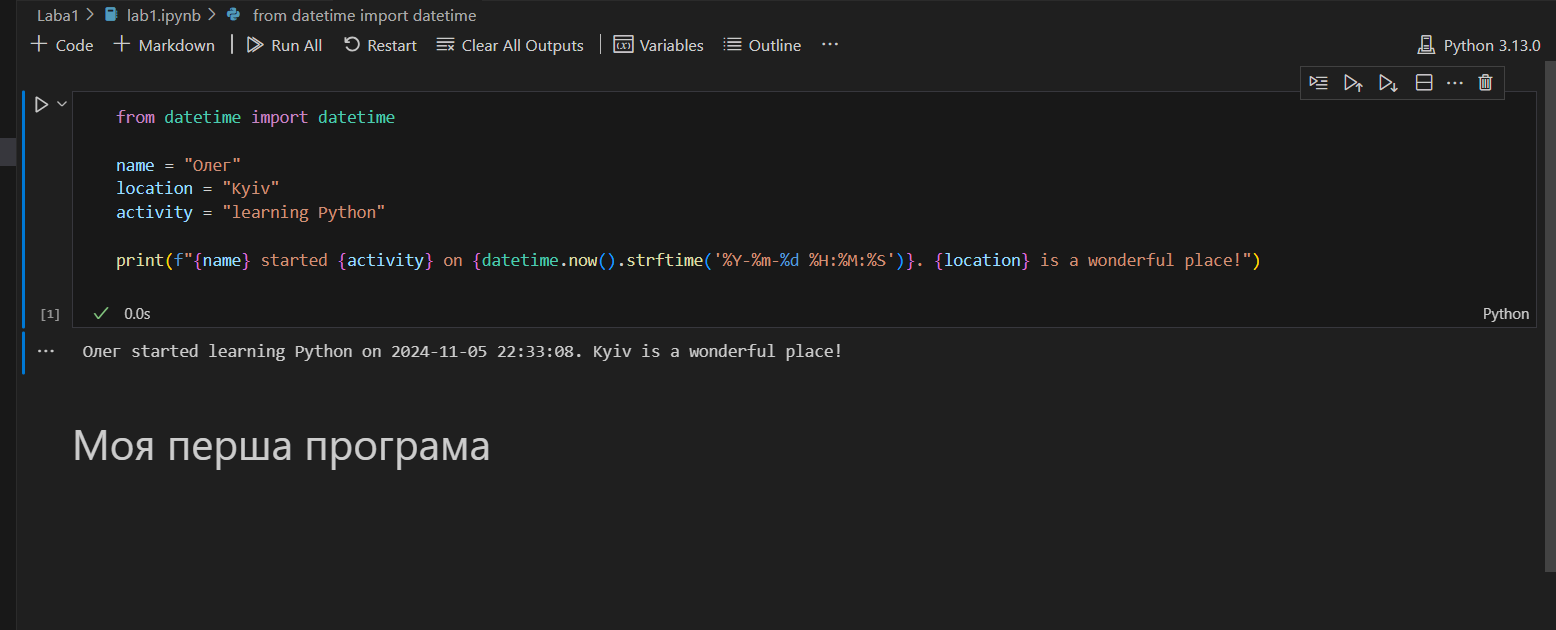 Laba1 > lab1.ipynb > from datetime import datetime
+ Code + Markdown | Run All Restart Clear All Outputs | Variables Outline ... Python 3.13.0
from datetime import datetime
name = "Олег"
location = "Kyiv"
activity = "learning Python"
print(f"{name} started {activity} on {datetime.now().strftime('%Y-%m-%d %H:%M:%S')}. {location} is a wonderful place!")
[1] ✓ 0.0s Python
... Олег started learning Python on 2024-11-05 22:33:08. Kyiv is a wonderful place!
Моя перша програма